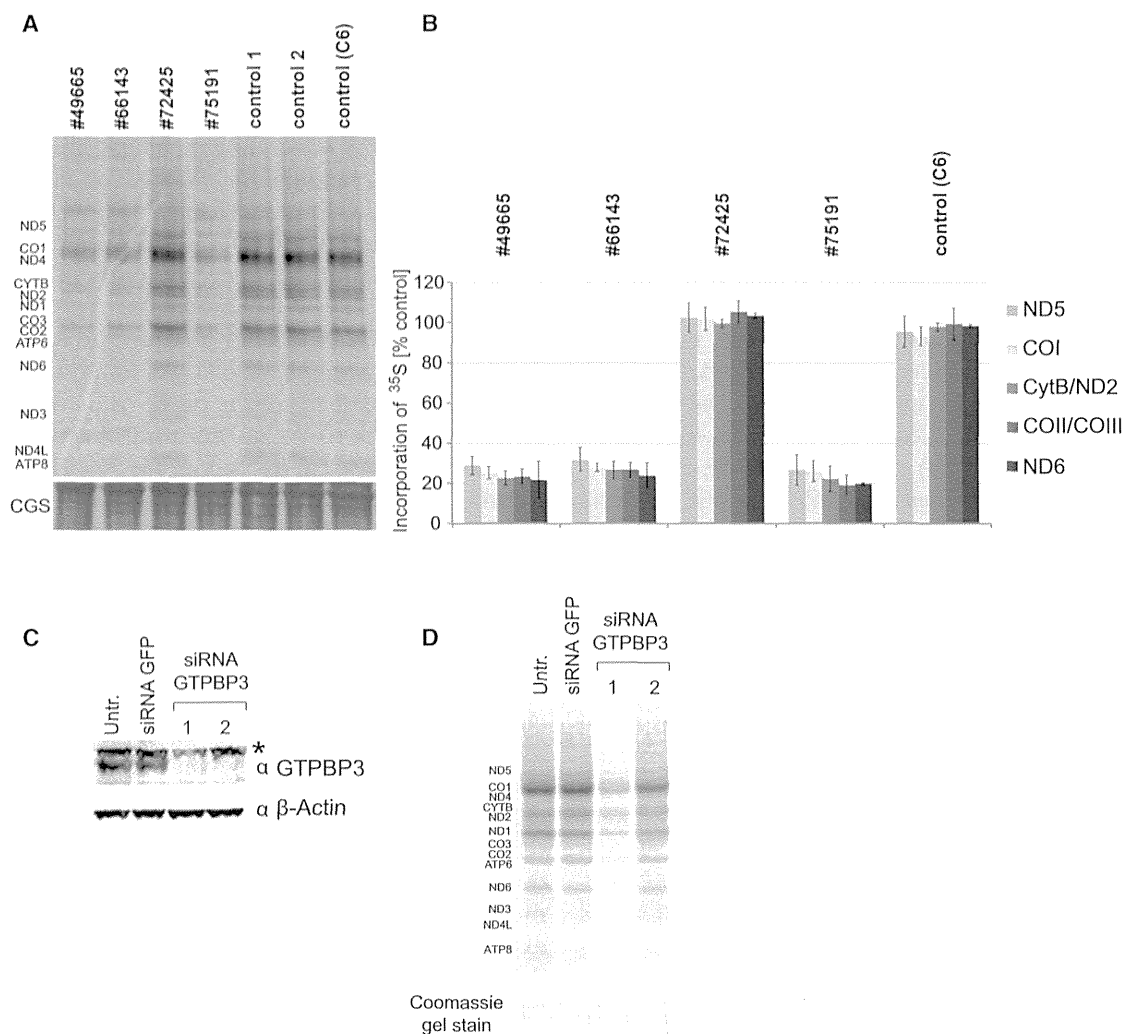 A
#49665
#66143
#72425
#75191
control 1
control 2
control (C6)
ND5
CO1
ND4
CYTB
ND2
ND1
CO3
CO2
ATP6
ND6
ND3
ND4L
ATP8
CGS
B
#49665
#66143
#72425
#75191
control (C6)
Incorporation of ³⁵S [% control]
120
100
80
60
40
20
0
ND5
COI
CytB/ND2
COII/COIII
ND6
C
Untr.
siRNA GFP
siRNA
GTPBP3
1 2
*
α GTPBP3
α β-Actin
D
Untr.
siRNA GFP
siRNA
GTPBP3
1 2
ND5
CO1
ND4
CYTB
ND2
ND1
CO3
CO2
ATP6
ND6
ND3
ND4L
ATP8
Coomassie
gel stain